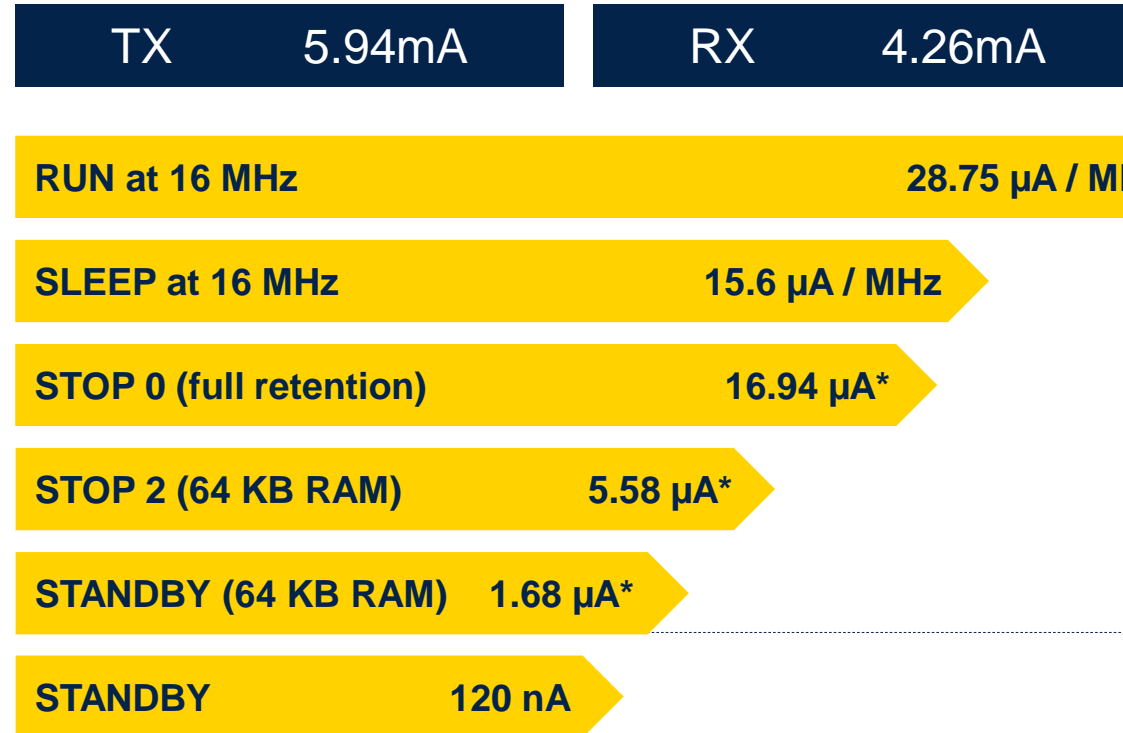 TX 5.94mA RX 4.26mA
RUN at 16 MHz 28.75 µA /
SLEEP at 16 MHz 15.6 µA / MHz
STOP 0 (full retention) 16.94 µA*
STOP 2 (64 KB RAM) 5.58 µA*
STANDBY (64 KB RAM) 1.68 µA*
STANDBY 120 nA